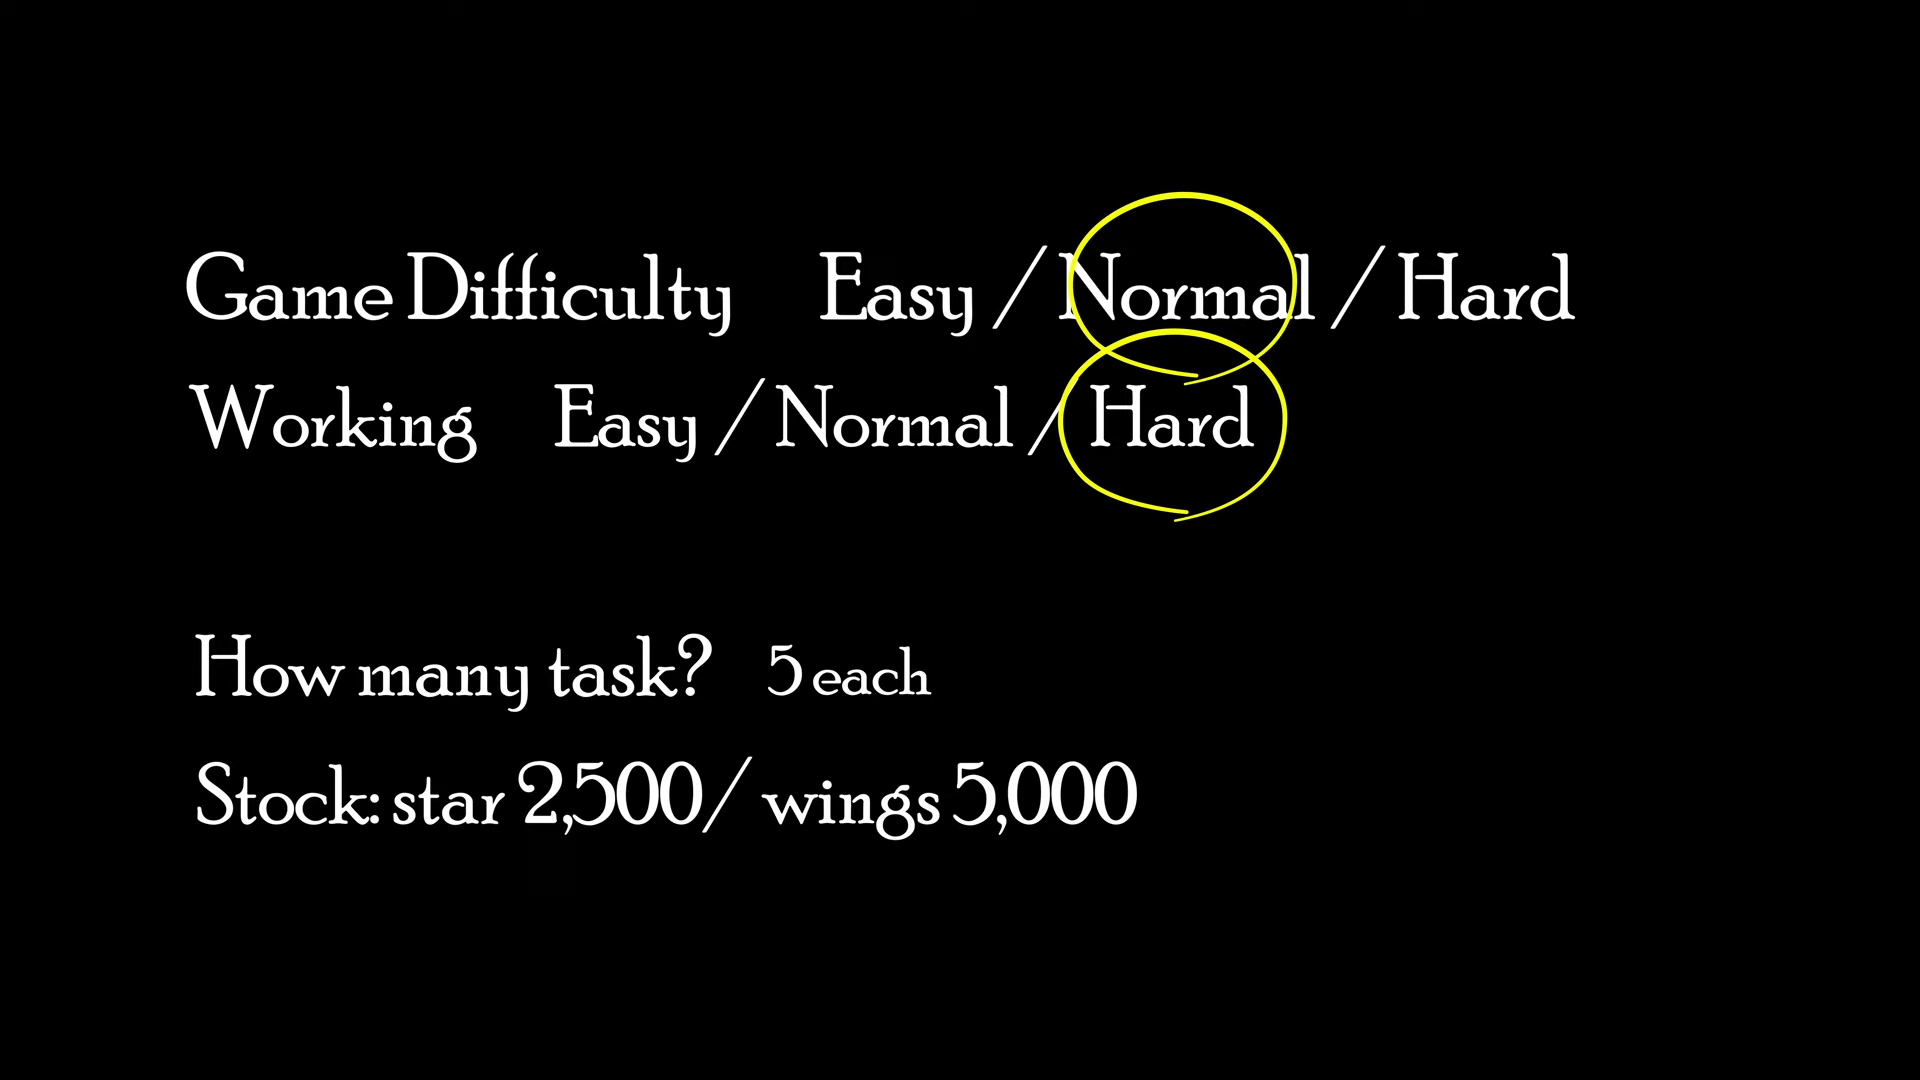 Game Difficulty Easy / Normal / Hard
Working Easy / Normal / Hard
How many task? 5 each
Stock: star 2,500/ wings 5,000